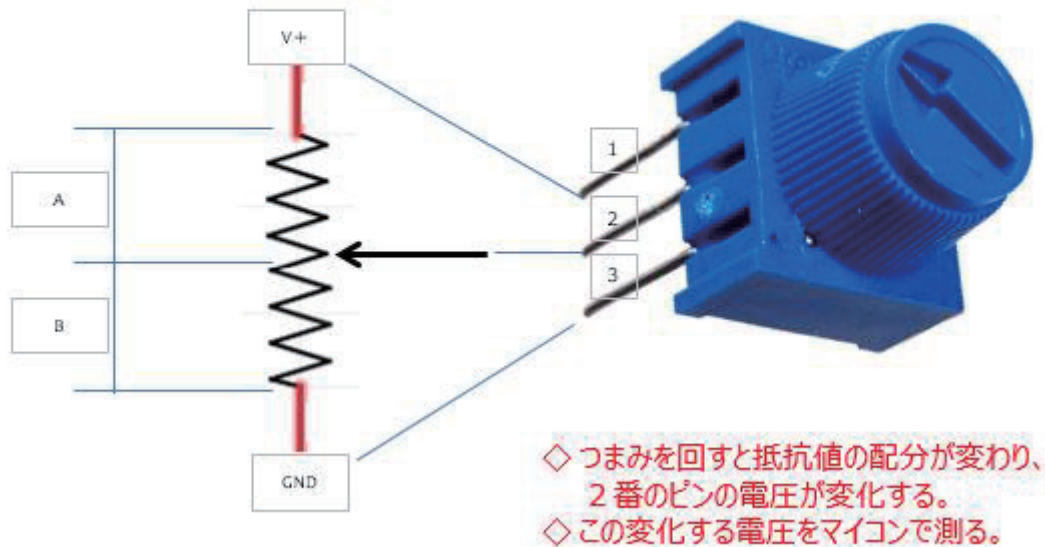 V+
1
A
2
3
B
GND
◇ つまみを回すと抵抗値の配分が変わり、
２番のピンの電圧が変化する。
◇ この変化する電圧をマイコンで測る。